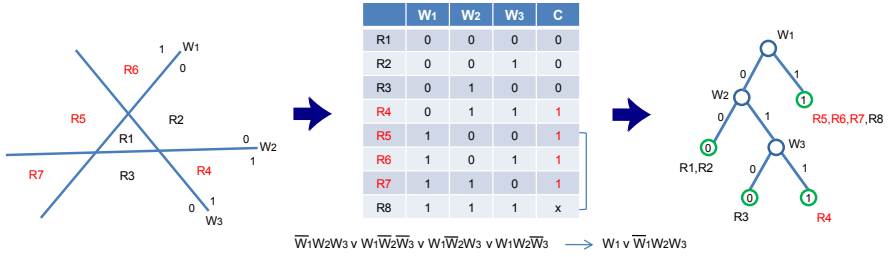 1 W1
0
R6
R5
R2
R1
0
W2
1
R7
R3
R4
0
1
W3
W1 W2 W3 C
R1 0 0 0 0
R2 0 0 1 0
R3 0 1 0 0
R4 0 1 1 1
R5 1 0 0 1
R6 1 0 1 1
R7 1 1 0 1
R8 1 1 1 x
W̅1W2W3 v W1W̅2W̅3 v W1W̅2W3 v W1W2W̅3 → W1 v W̅1W2W3
W1
0 1
W2
1
R5,R6,R7,R8
0 1
0
W3
R1,R2
0 1
0 1
R3 R4